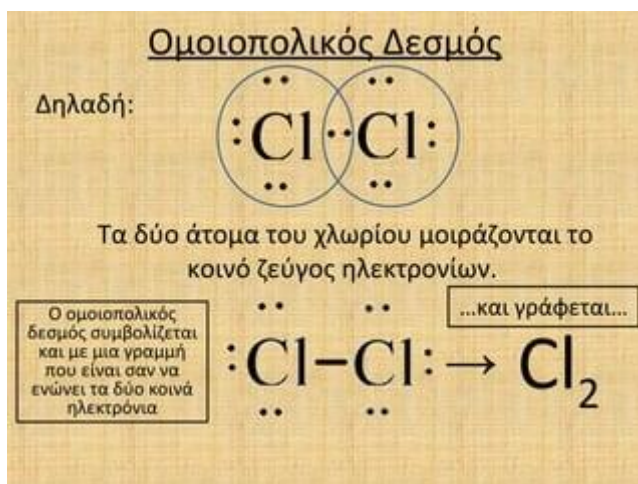 Ομοιοπολικός Δεσμός
Δηλαδή:
:Cl··Cl:
Τα δύο άτομα του χλωρίου μοιράζονται το
κοινό ζεύγος ηλεκτρονίων.
Ο ομοιοπολικός
δεσμός συμβολίζεται
και με μια γραμμή
που είναι σαν να
ενώνει τα δύο κοινά
ηλεκτρόνια
...και γράφεται...
:Cl–Cl: → Cl₂